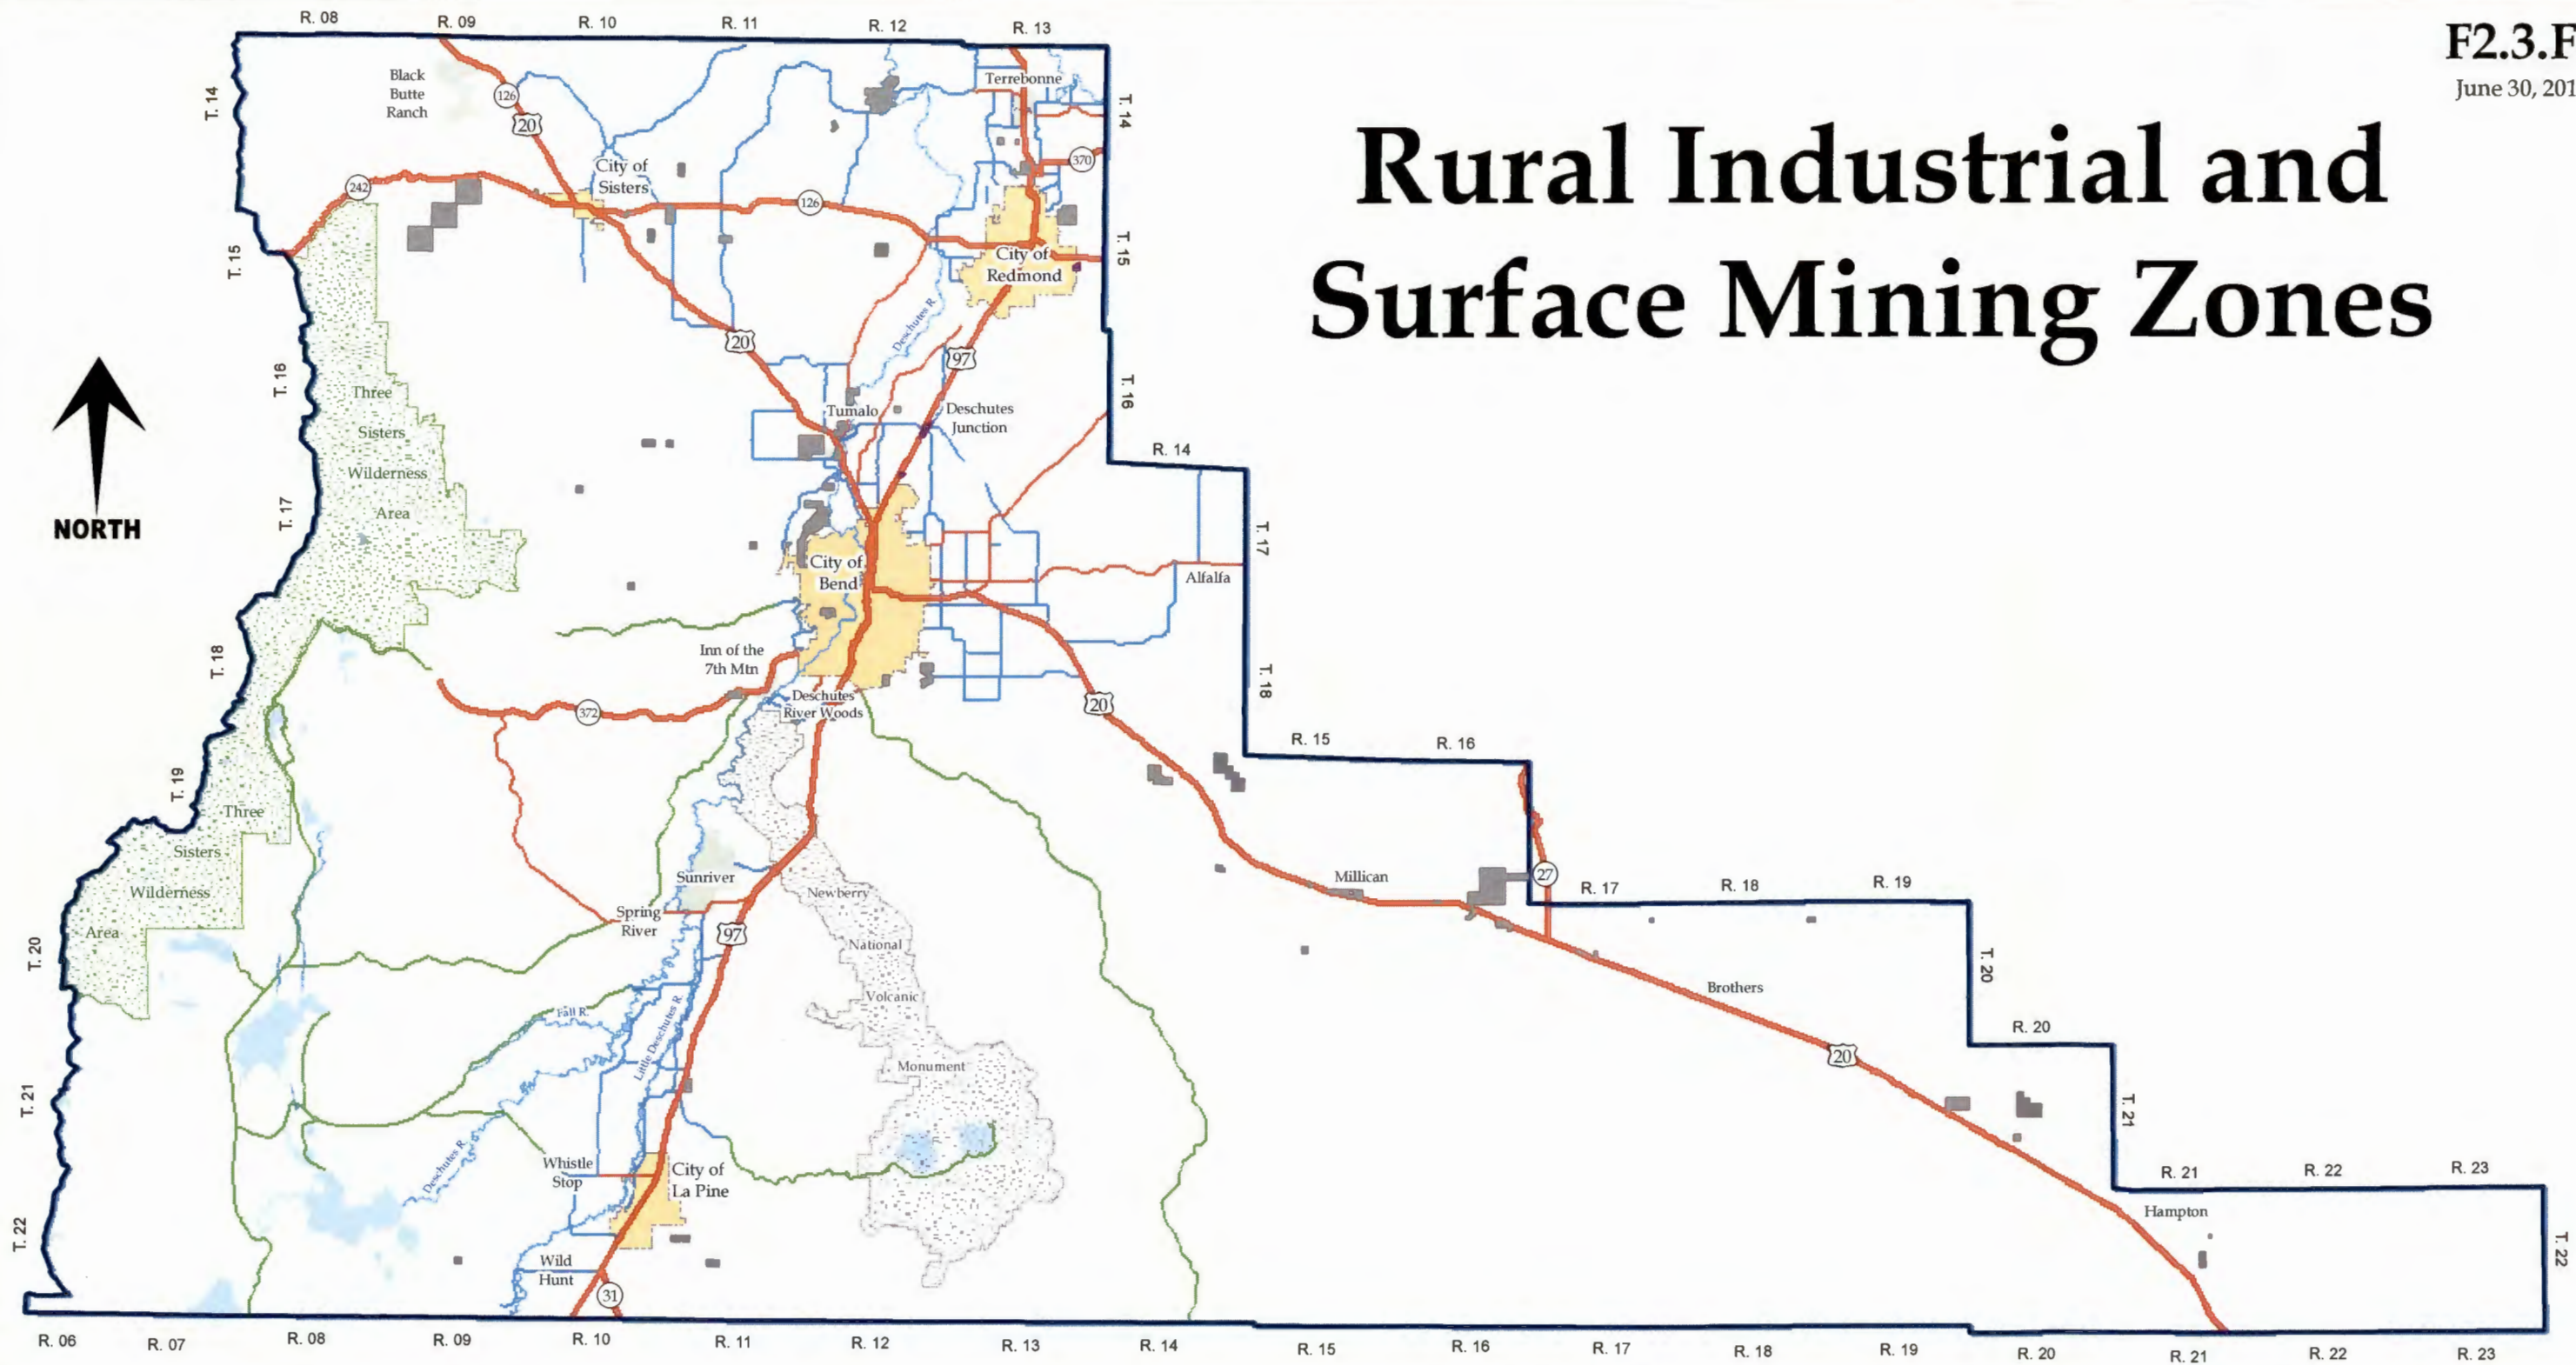 R. 08
R. 09
R. 10
R. 11
R. 12
R. 13
F2.3.F
June 30, 201
Rural Industrial and
Surface Mining Zones
T. 14
T. 15
T. 16
T. 17
T. 18
T. 19
T. 20
T. 21
T. 22
NORTH
Black
Butte
Ranch
126
20
242
City of
Sisters
126
Terrebonne
370
City of
Redmond
Deschutes R.
20
97
Tumalo
Deschutes
Junction
T. 14
T. 15
T. 16
R. 14
T. 17
T. 18
Three
Sisters
Wilderness
Area
City of
Bend
Alfalfa
Inn of the
7th Mtn
372
Deschutes
River Woods
20
R. 15
R. 16
Three
Sisters
Wilderness
Area
Sunriver
Spring
River
97
Newberry
National
Volcanic
Monument
Millican
27
R. 17
R. 18
R. 19
T. 20
Brothers
20
R. 20
T. 21
R. 21
R. 22
R. 23
Hampton
T. 22
Fall R.
Little Deschutes R.
Deschutes R.
Whistle
Stop
City of
La Pine
Wild
Hunt
31
R. 06
R. 07
R. 08
R. 09
R. 10
R. 11
R. 12
R. 13
R. 14
R. 15
R. 16
R. 17
R. 18
R. 19
R. 20
R. 21
R. 22
R. 23